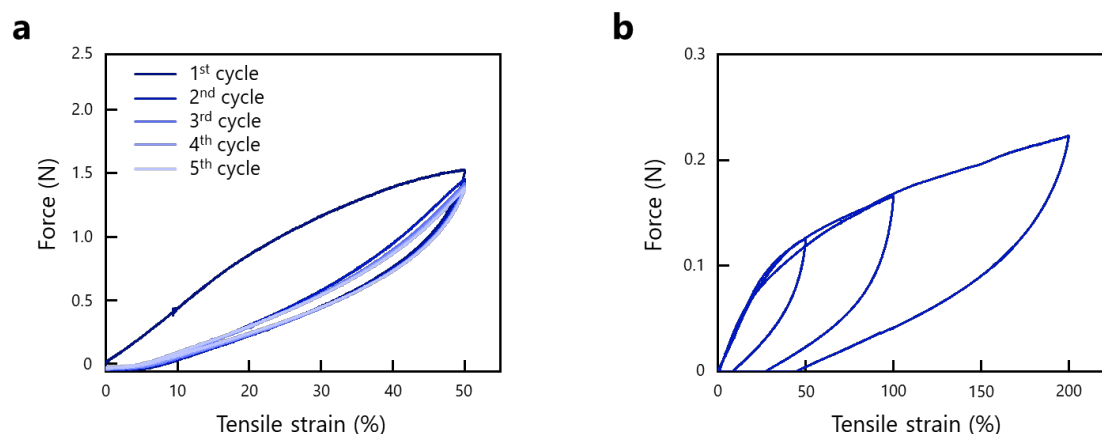 a
2.5
2.0
1.5
1.0
0.5
0
Force (N)
1st cycle
2nd cycle
3rd cycle
4th cycle
5th cycle
0 10 20 30 40 50
Tensile strain (%)
b
0.3
0.2
0.1
0
Force (N)
0 50 100 150 200
Tensile strain (%)